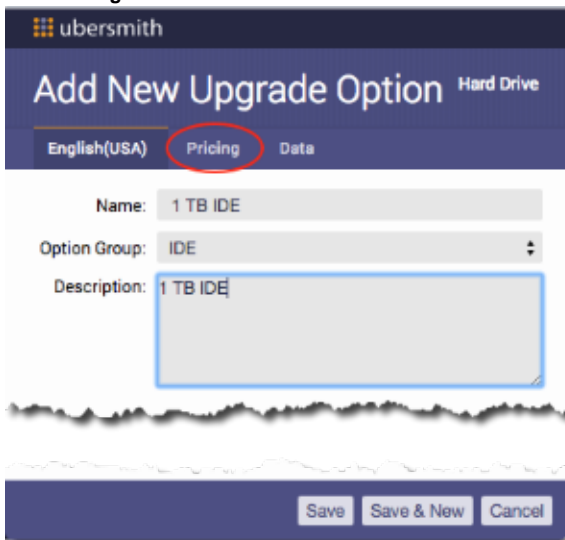 ubersmith
Add New Upgrade Option Hard Drive
English(USA) Pricing Data
Name: 1 TB IDE
Option Group: IDE
Description: 1 TB IDE
Save Save & New Cancel